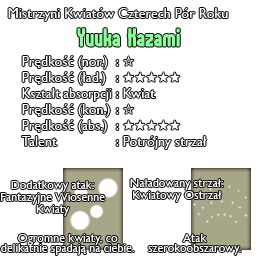 Mistrzyni Kwiatów Czterech Pór Roku
Yuuka Kazami
Prędkość (nor.) : ☆
Prędkość (ład.) : ☆☆☆☆☆
Kształt absorpcji : Kwiat
Prędkość (kon.) : ☆
Prędkość (abs.) : ☆☆☆☆☆
Talent : Potrójny strzał
Dodatkowy atak:
Fantazyjne Wiosenne
Kwiaty
Ogromne kwiaty, co
delikatnie spadają na ciebie.
Naładowany strzał:
Kwiatowy Ostrzał
Atak
szerokoobszarowy.